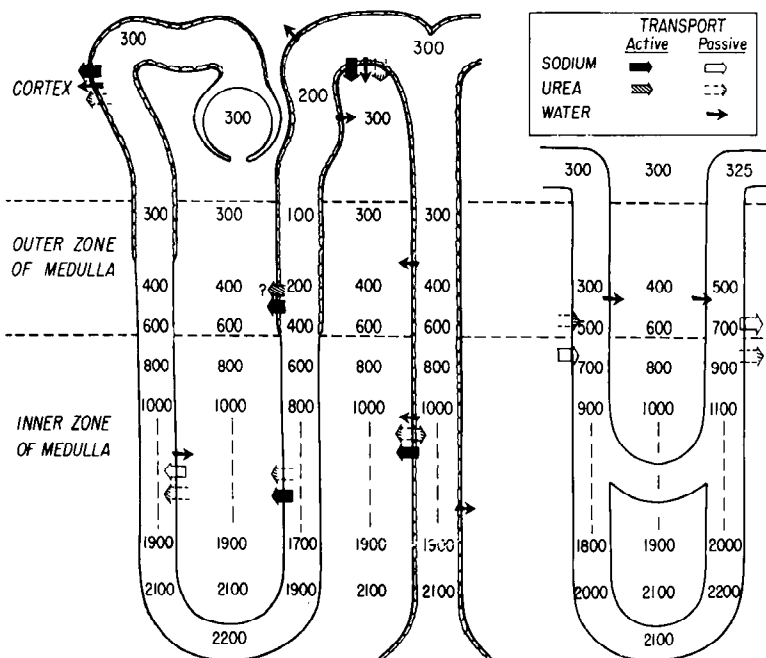 TRANSPORT
Active Passive
SODIUM
UREA
WATER
CORTEX
300 300 200 300 300 300
300 300 325
OUTER ZONE
OF MEDULLA
300 300 100 300 300
400 400 200 400 400 300 400 500
?
600 600 400 600 600 500 600 700
INNER ZONE
OF MEDULLA
800 800 600 800 800 700 800 900
1000 1000 800 1000 1000 900 1000 1100
1900 1900 1700 1900 1900 1800 1900 2000
2100 2100 1900 2100 2100 2000 2100 2200
2200 2100